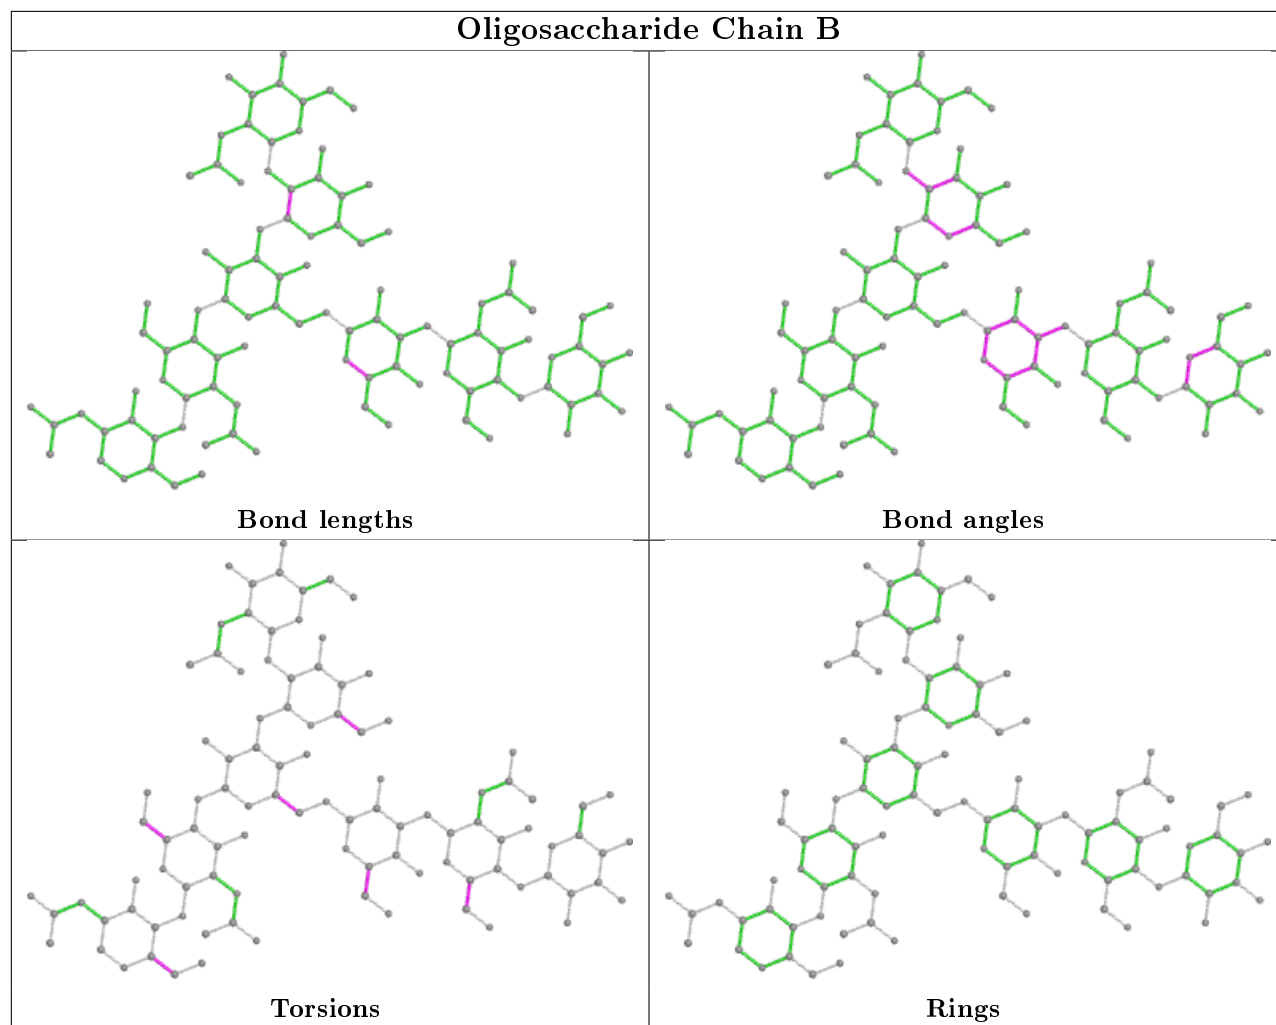 Oligosaccharide Chain B
Bond lengths
Bond angles
Torsions
Rings